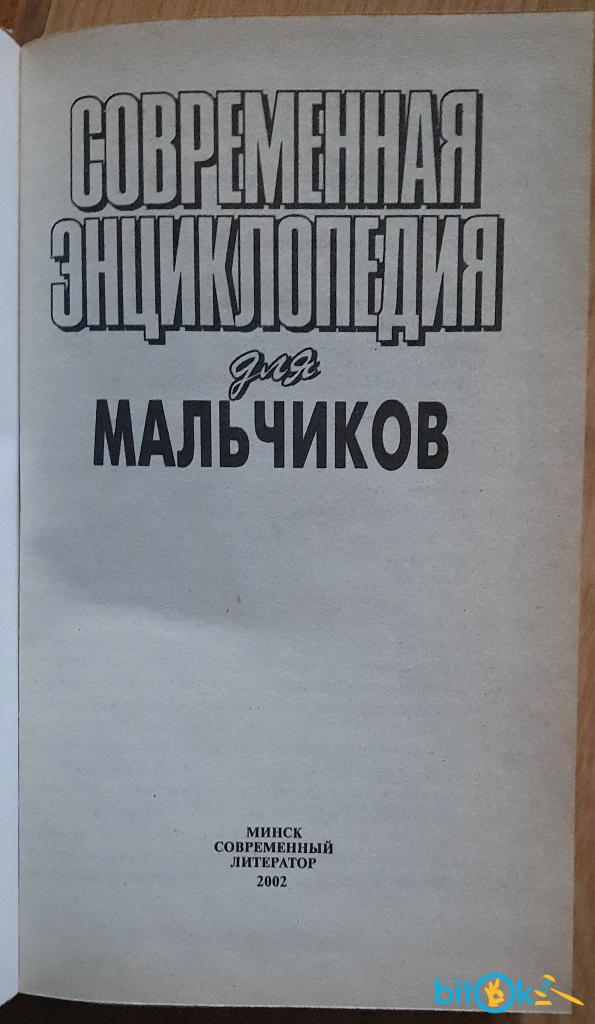 СОВРЕМЕННАЯ
ЭНЦИКЛОПЕДИЯ
для
МАЛЬЧИКОВ
МИНСК
СОВРЕМЕННЫЙ
ЛИТЕРАТОР
2002
bitOk